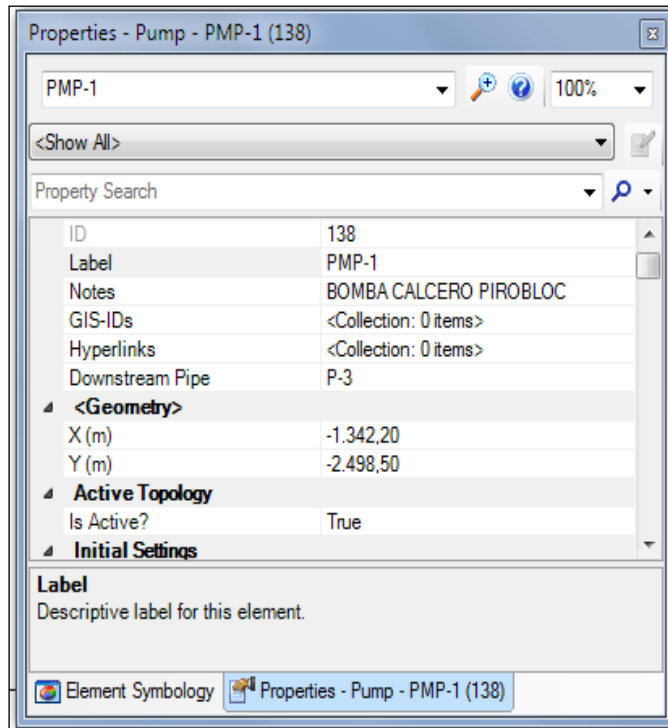 Properties - Pump - PMP-1 (138)
PMP-1 100%
<Show All>
Property Search
ID 138
Label PMP-1
Notes BOMBA CALCERO PIROBLOC
GIS-IDs <Collection: 0 items>
Hyperlinks <Collection: 0 items>
Downstream Pipe P-3
<Geometry>
X (m) -1.342,20
Y (m) -2.498,50
Active Topology
Is Active? True
Initial Settings
Label
Descriptive label for this element.
Element Symbology Properties - Pump - PMP-1 (138)